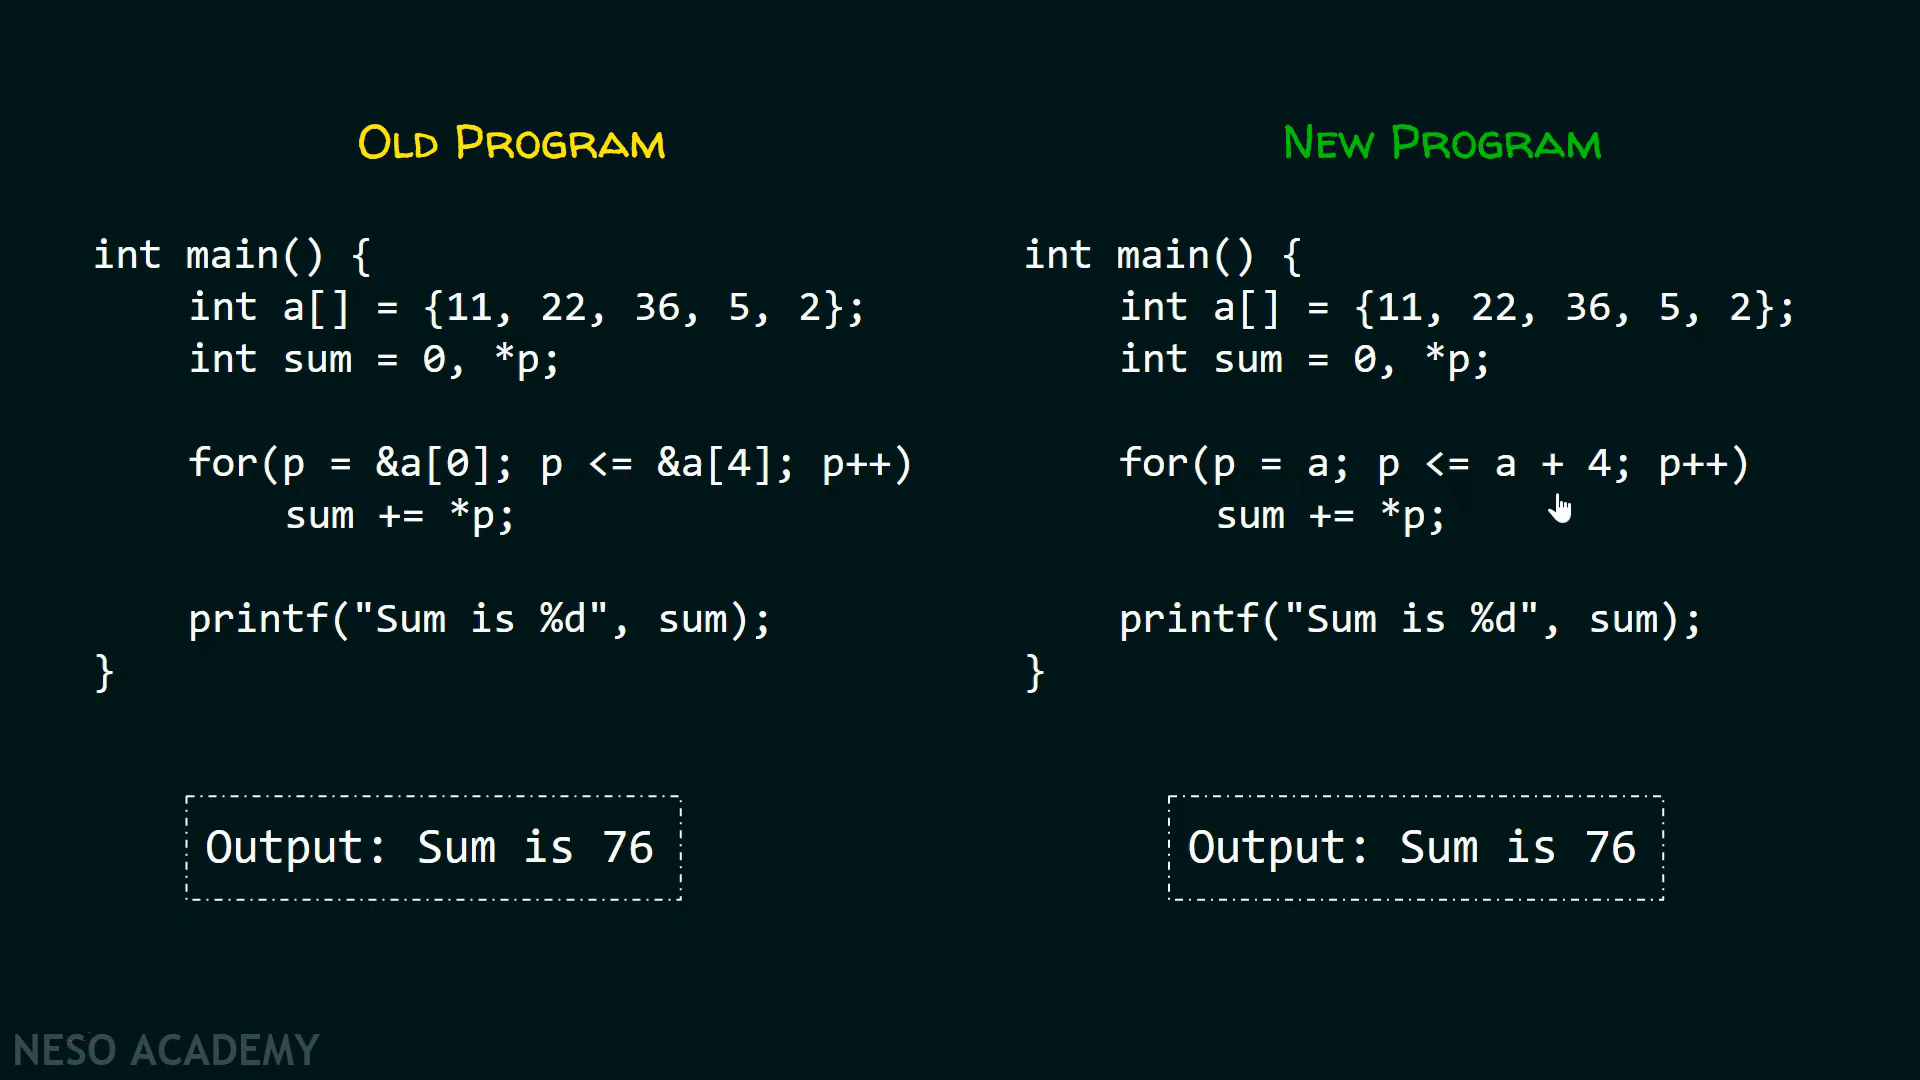 OLD PROGRAM
int main() {
    int a[] = {11, 22, 36, 5, 2};
    int sum = 0, *p;
    for(p = &a[0]; p <= &a[4]; p++)
        sum += *p;
    printf("Sum is %d", sum);
}
Output: Sum is 76
NEW PROGRAM
int main() {
    int a[] = {11, 22, 36, 5, 2};
    int sum = 0, *p;
    for(p = a; p <= a + 4; p++)
        sum += *p;
    printf("Sum is %d", sum);
}
Output: Sum is 76
NESO ACADEMY